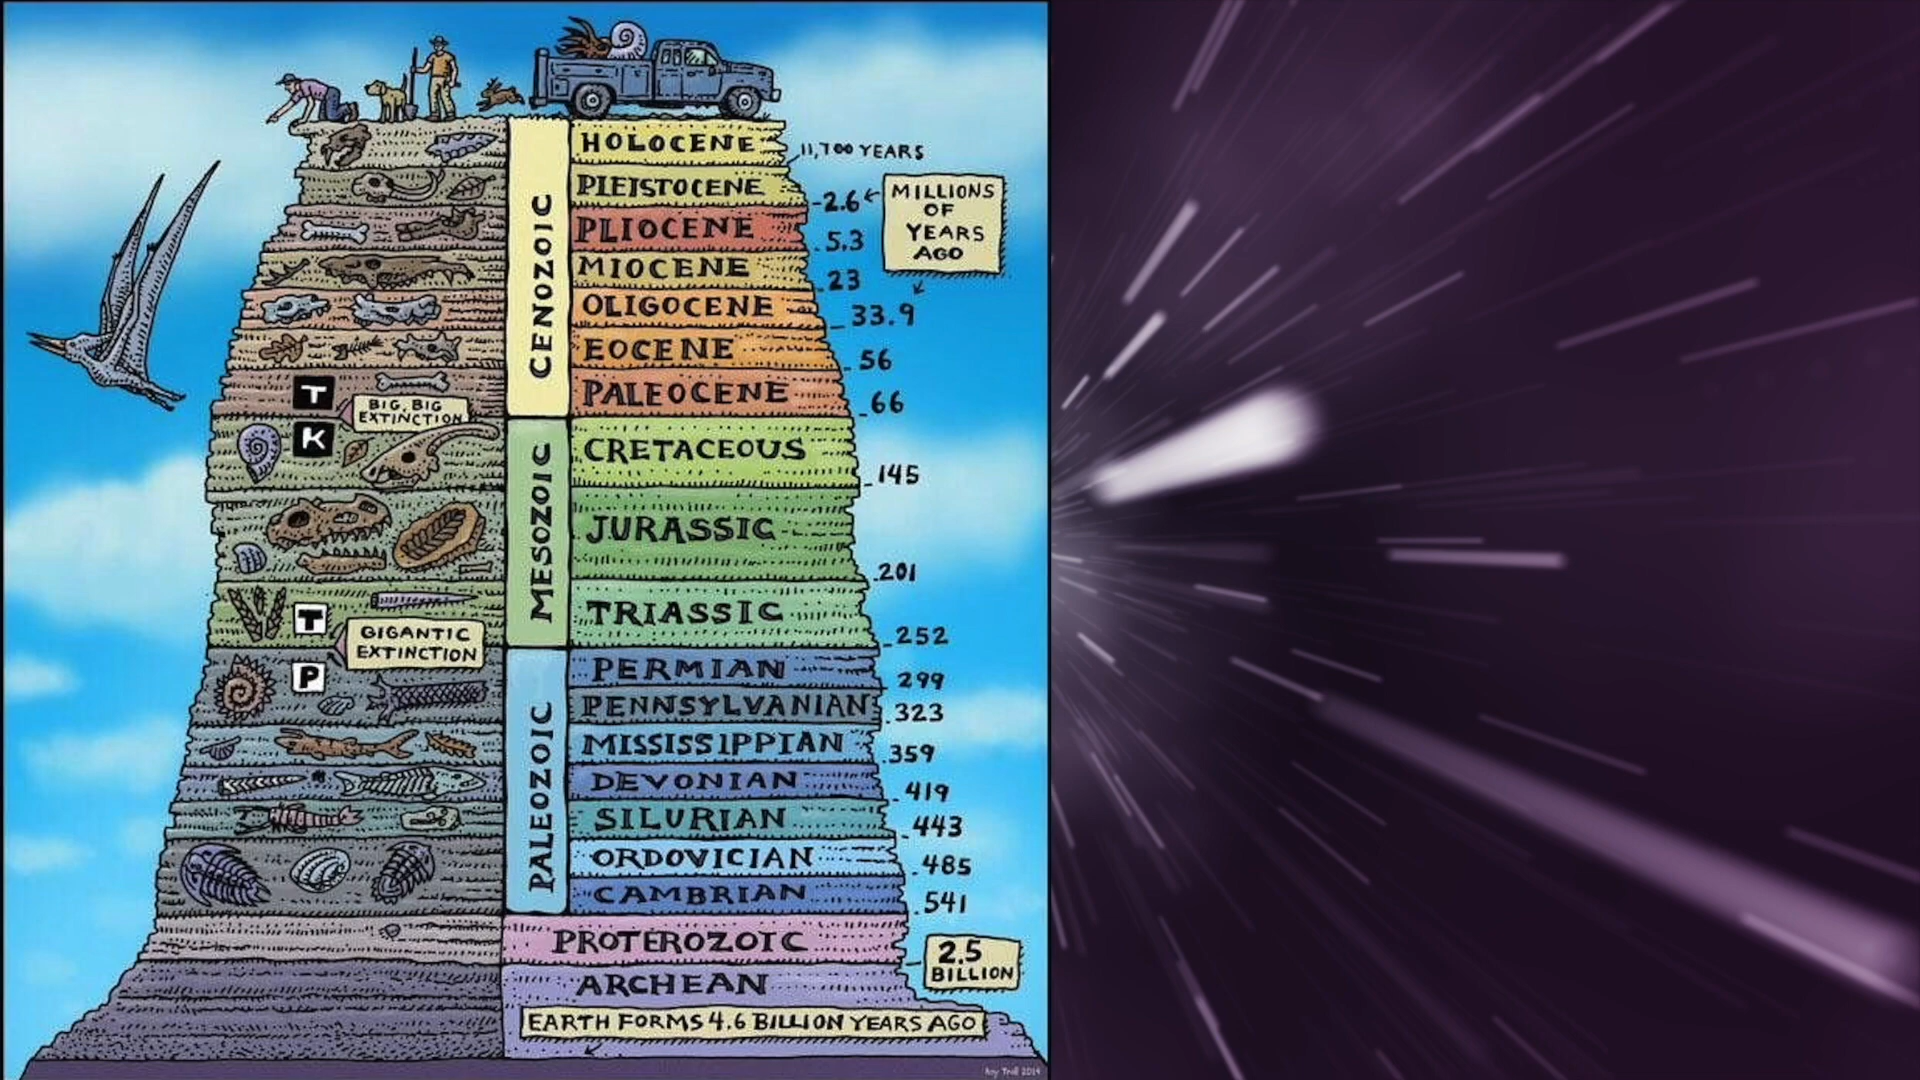 HOLOCENE
11,700 YEARS
PLEISTOCENE
2.6
MILLIONS
OF
YEARS
AGO
PLIOCENE
5.3
MIOCENE
23
OLIGOCENE
33.9
EOCENE
56
PALEOCENE
66
CENOZOIC
T
BIG, BIG
EXTINCTION
K
CRETACEOUS
145
JURASSIC
201
TRIASSIC
252
MESOZOIC
T
GIGANTIC
EXTINCTION
P
PERMIAN
299
PENNSYLVANIAN
323
MISSISSIPPIAN
359
DEVONIAN
419
SILURIAN
443
ORDOVICIAN
485
CAMBRIAN
541
PALEOZOIC
PROTEROZOIC
2.5
BILLION
ARCHEAN
EARTH FORMS 4.6 BILLION YEARS AGO
Ray Troll 2014